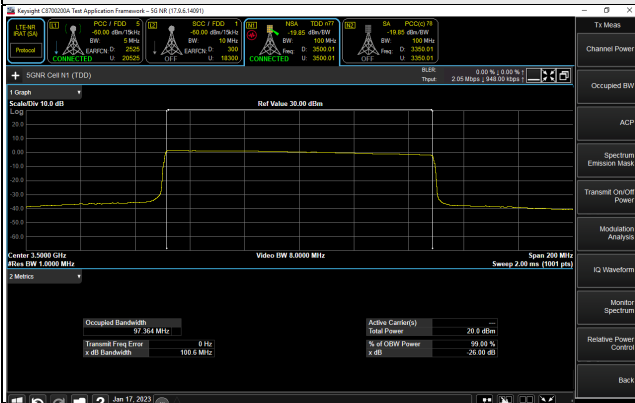 Keysight C8700200A Test Application Framework – 5G NR (17.9.6.14091)
LTE-NR
IRAT (SA)
Protocol
L1
PCC / FDD 5
-60.00 dBm/15kHz
BW: 5 MHz
EARFCN D: 2525
CONNECTED U: 20525
L2
SCC / FDD 1
-60.00 dBm/15kHz
BW: 10 MHz
EARFCN D: 300
OFF U: 18300
N1
NSA TDD n77
-19.85 dBm/BW
BW: 100 MHz
Freq: D: 3500.01
CONNECTED U: 3500.01
N2
SA PCC(n) 78
-19.85 dBm/BW
BW: 100 MHz
Freq: D: 3350.01
OFF U: 3350.01
Tx Meas
Channel Power
Occupied BW
ACP
Spectrum
Emission Mask
Transmit On/Off
Power
Modulation
Analysis
IQ Waveform
Monitor
Spectrum
Relative Power
Control
Back
5GNR Cell N1 (TDD)
BLER: 0.00 % ↓ 0.00 % ↑
Thput: 2.05 Mbps ↓ 948.00 kbps ↑
1 Graph
Scale/Div 10.0 dB
Ref Value 30.00 dBm
Log
20.0
10.0
0.0
-10.0
-20.0
-30.0
-40.0
-50.0
-60.0
Center 3.5000 GHz
Video BW 8.0000 MHz
Span 200 MHz
#Res BW 1.0000 MHz
Sweep 2.00 ms (1001 pts)
2 Metrics
Occupied Bandwidth
97.364 MHz
Transmit Freq Error 0 Hz
x dB Bandwidth 100.6 MHz
Active Carrier(s) ---
Total Power 20.0 dBm
% of OBW Power 99.00 %
x dB -26.00 dB
Jan 17, 2023